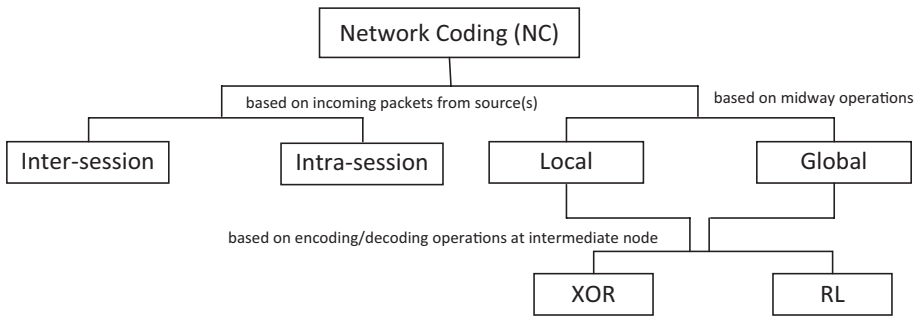 Network Coding (NC)
based on incoming packets from source(s)
based on midway operations
Inter-session
Intra-session
Local
Global
based on encoding/decoding operations at intermediate node
XOR
RL